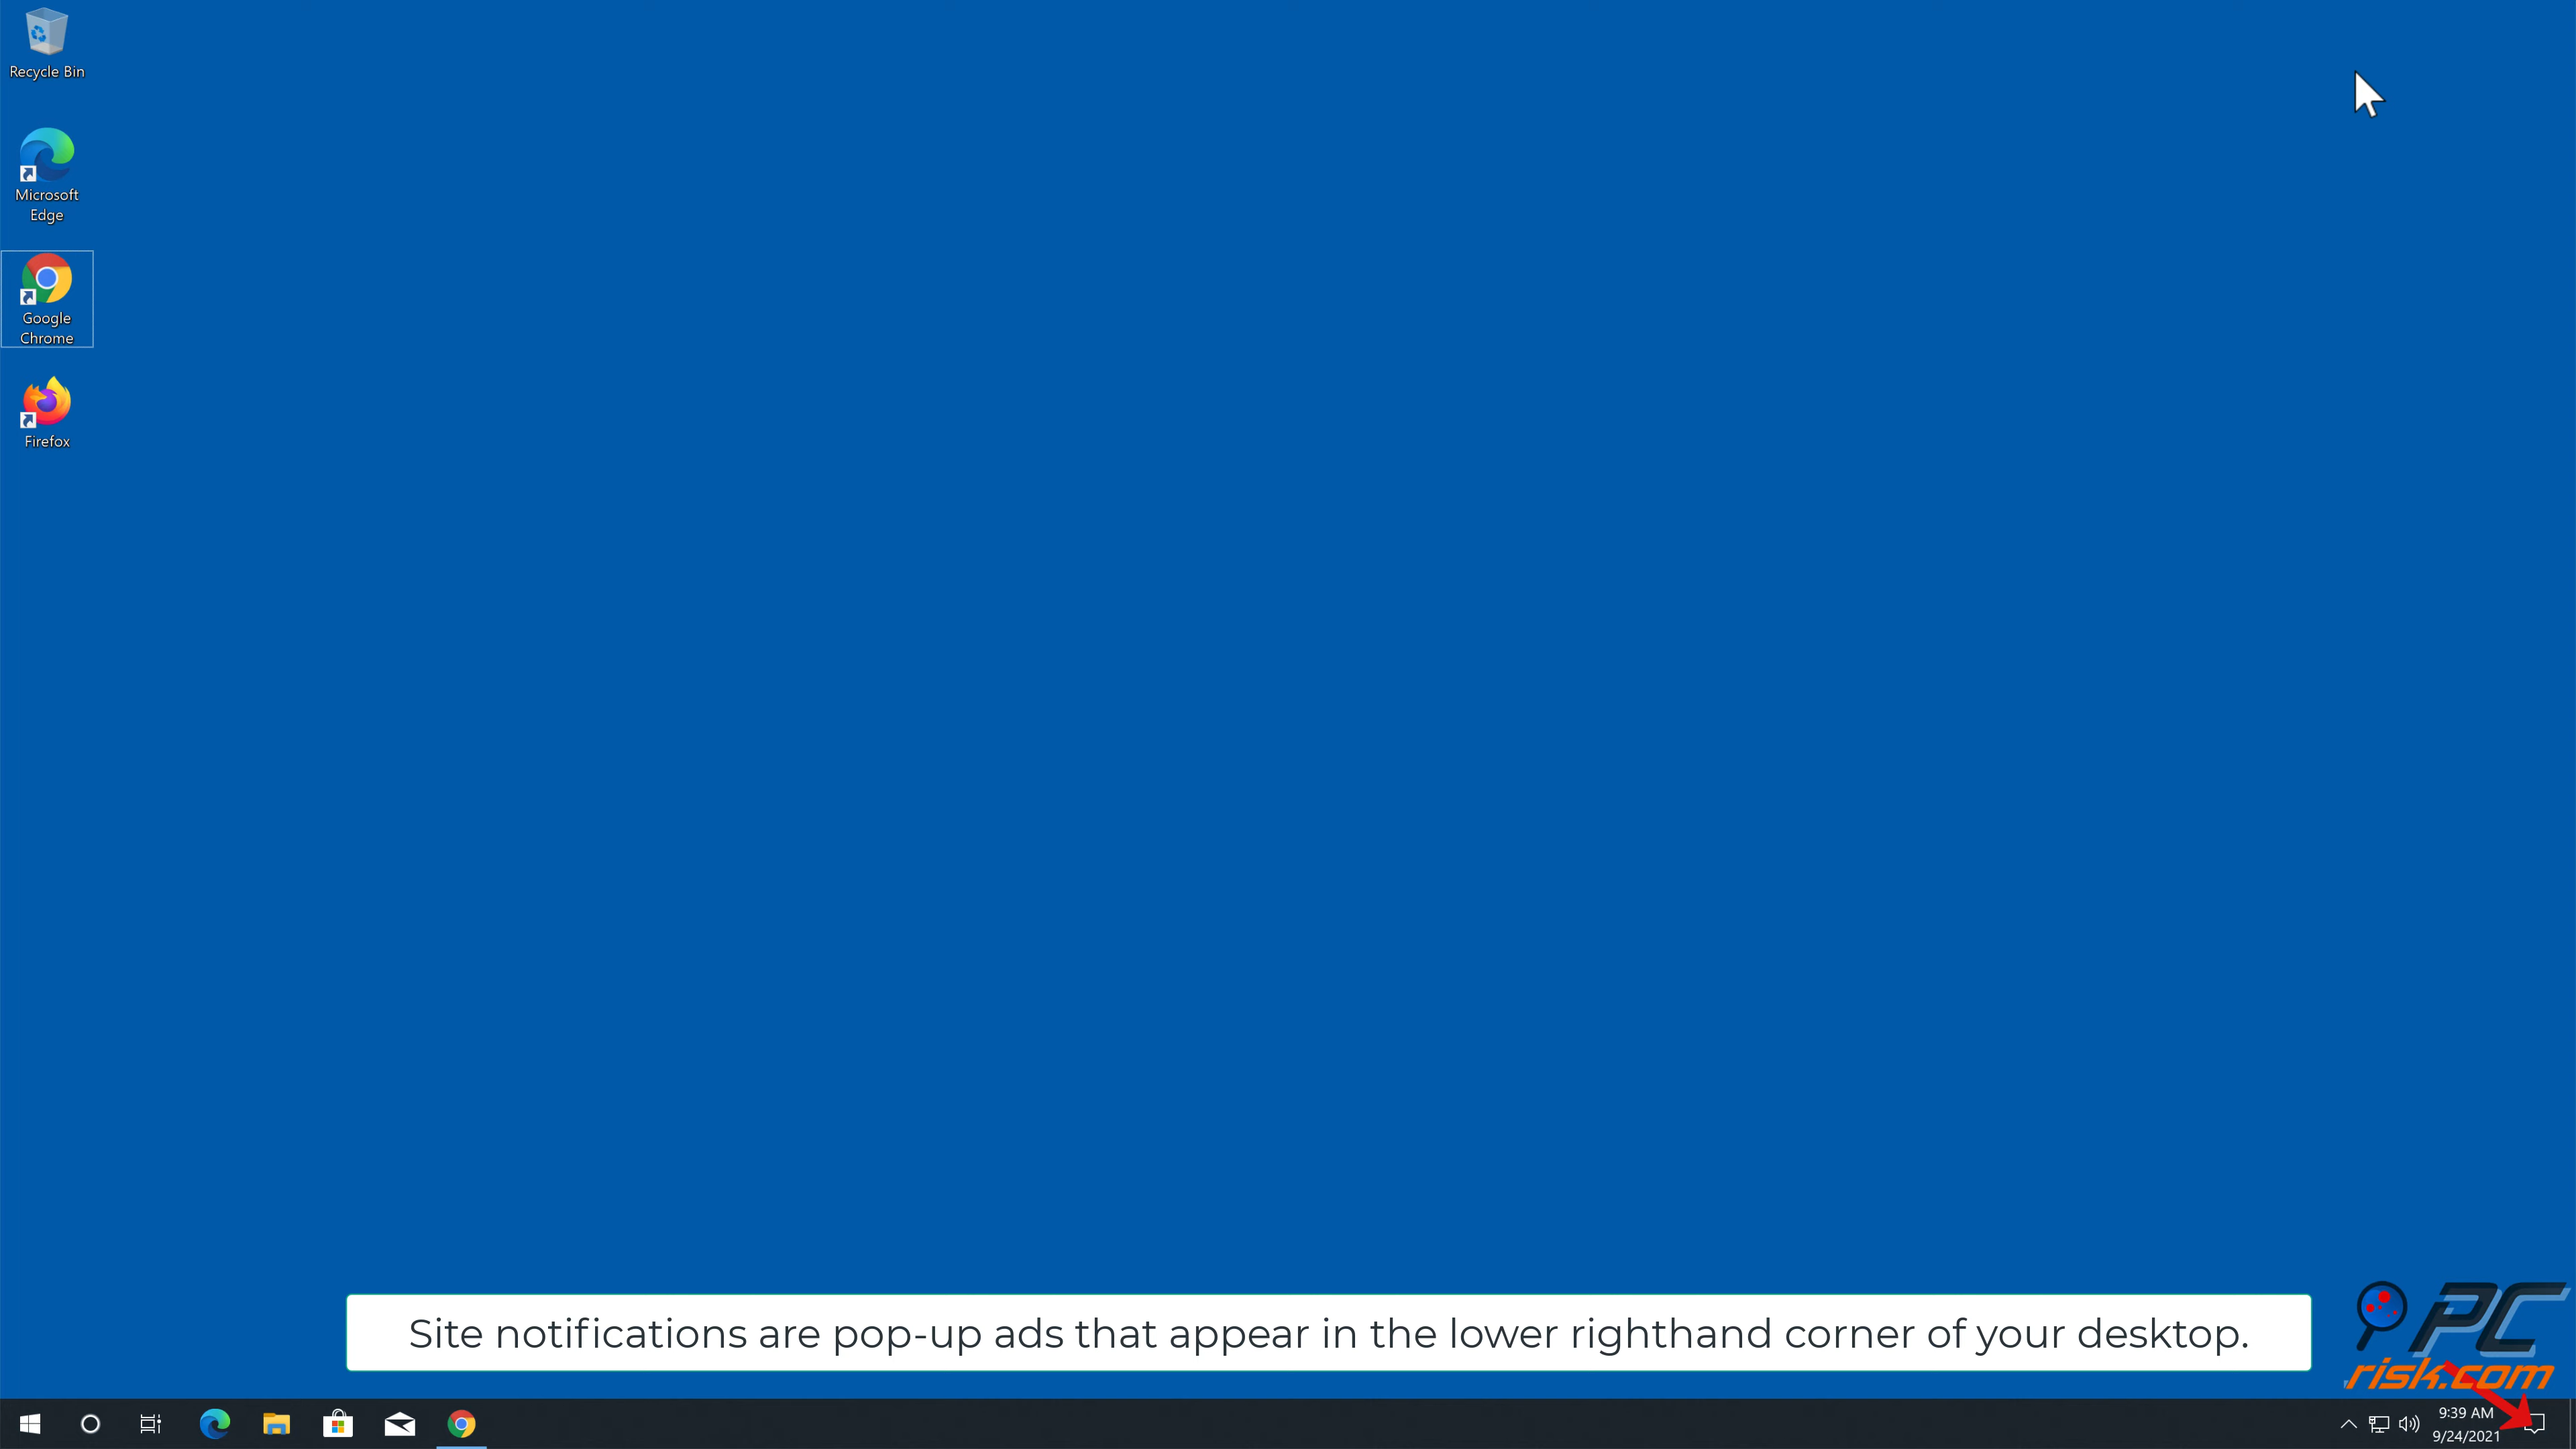 Recycle Bin
Microsoft
Edge
Google
Chrome
Firefox
Site notifications are pop-up ads that appear in the lower righthand corner of your desktop.
PC
risk.com
9:39 AM
9/24/2021